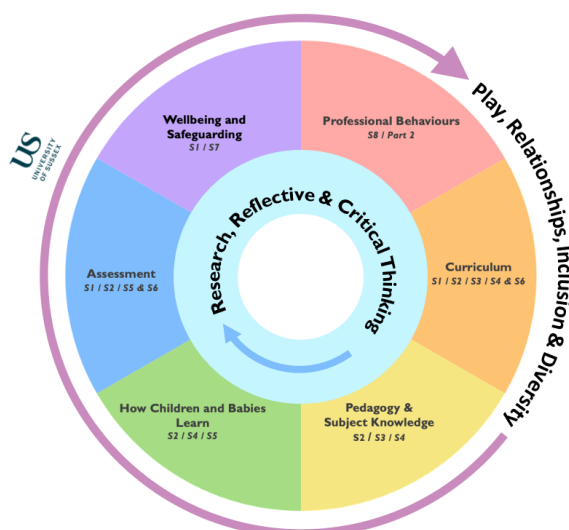 Wellbeing and
Safeguarding
S1 / S7
Professional Behaviours
S8 / Part 2
Play, Relationships, Inclusion & Diversity
US
UNIVERSITY
OF SUSSEX
Research, Reflective & Critical Thinking
Assessment
S1 / S2 / S5 & S6
Curriculum
S1 / S2 / S3 / S4 & S6
How Children and Babies
Learn
S2 / S4 / S5
Pedagogy &
Subject Knowledge
S2 / S3 / S4